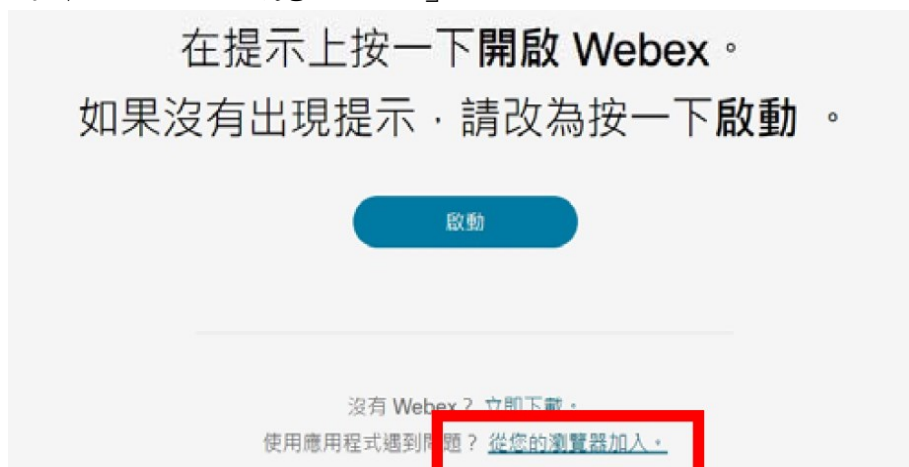 在提示上按一下開啟 Webex。
如果沒有出現提示，請改為按一下啟動 。
啟動
沒有 Webex？ 立即下載。
使用應用程式遇到問題？ 從您的瀏覽器加入。